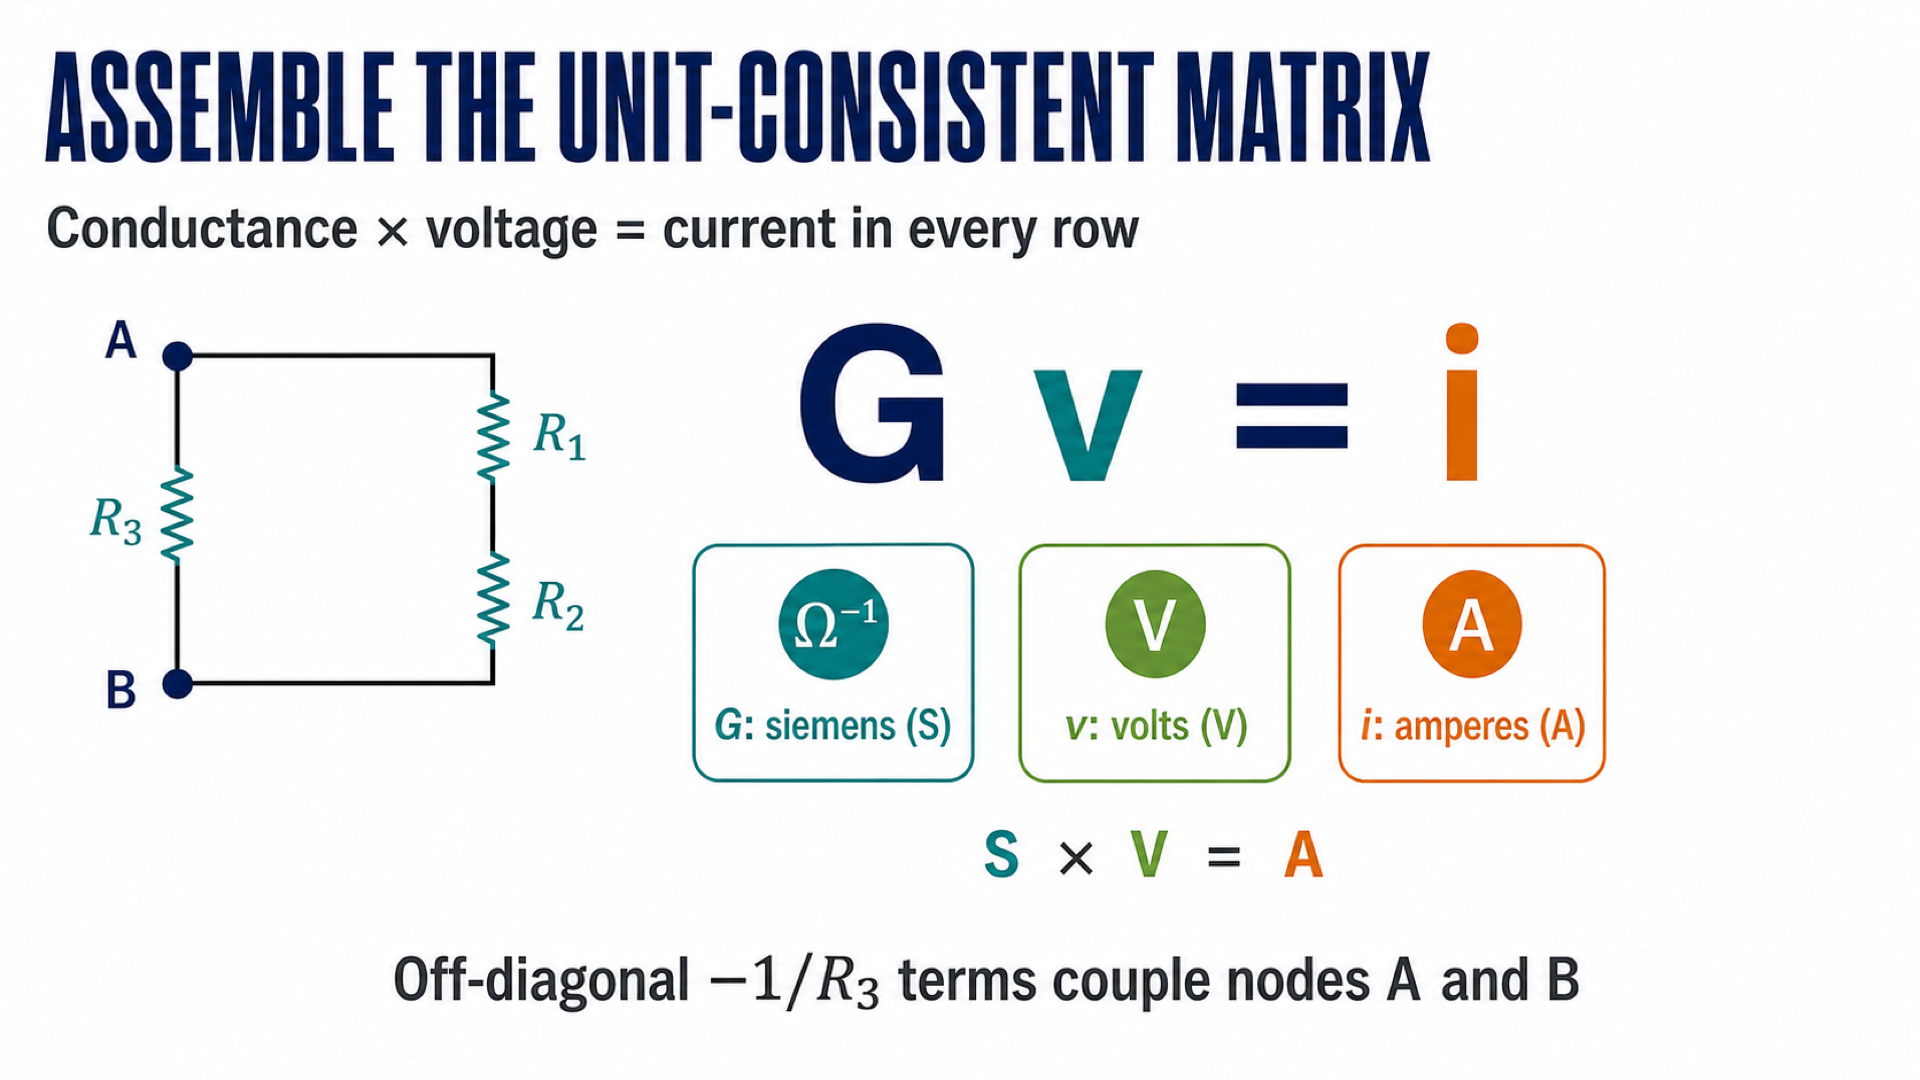 ASSEMBLE THE UNIT-CONSISTENT MATRIX
Conductance × voltage = current in every row
A
R₁
R₃
R₂
B
G v = i
Ω⁻¹
V
A
G: siemens (S)
v: volts (V)
i: amperes (A)
S × V = A
Off-diagonal −1/R₃ terms couple nodes A and B